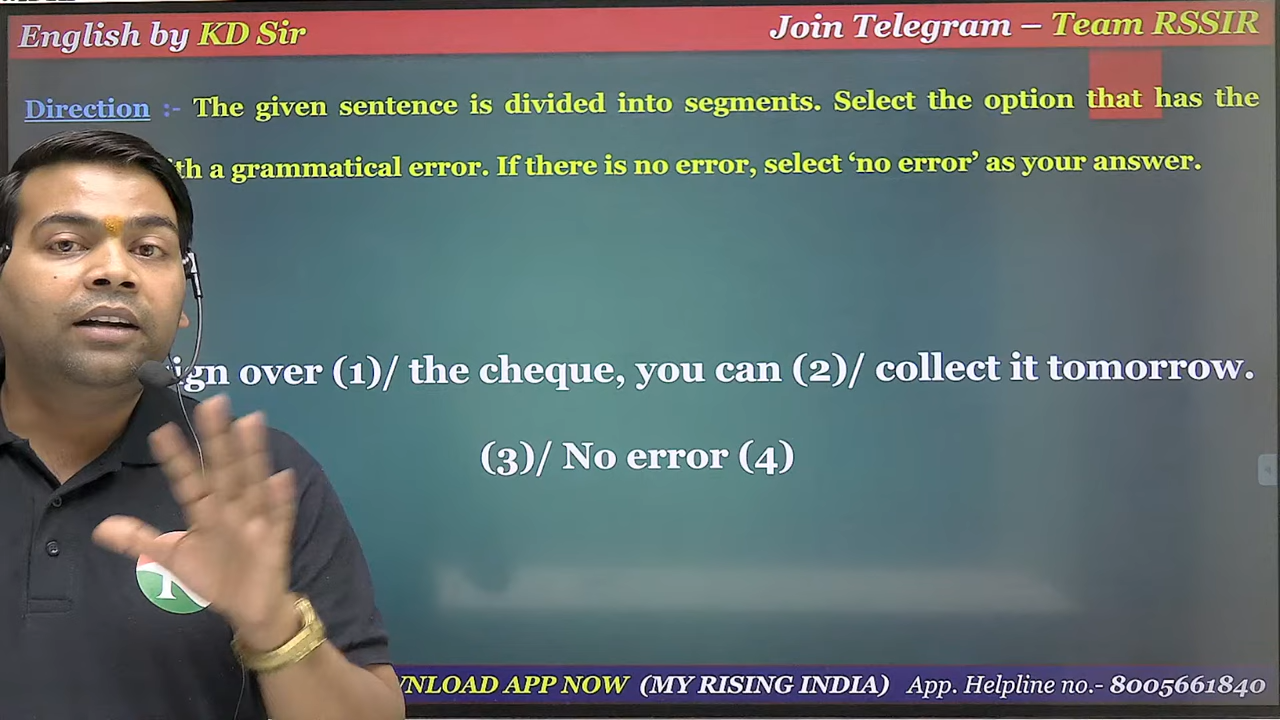 English by KD Sir
Join Telegram – Team RSSIR
Direction :- The given sentence is divided into segments. Select the option that has the
a grammatical error. If there is no error, select ‘no error’ as your answer.
over (1)/ the cheque, you can (2)/ collect it tomorrow.
(3)/ No error (4)
APP NOW (MY RISING INDIA) App. Helpline no.- 8005661840